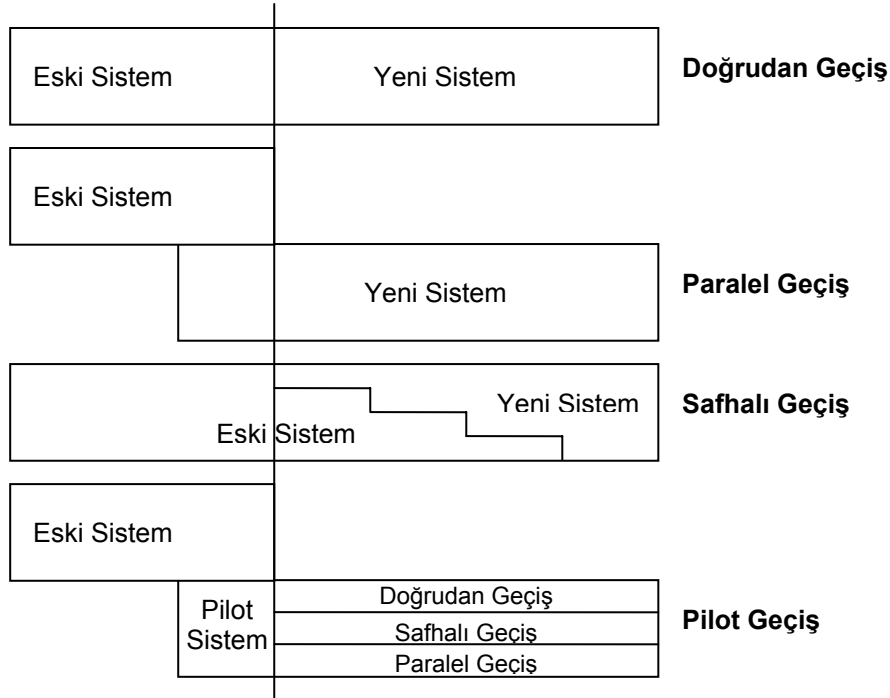 Eski Sistem
Yeni Sistem
Doğrudan Geçiş
Eski Sistem
Yeni Sistem
Paralel Geçiş
Yeni Sistem
Eski Sistem
Safhalı Geçiş
Eski Sistem
Pilot
Sistem
Doğrudan Geçiş
Safhalı Geçiş
Paralel Geçiş
Pilot Geçiş